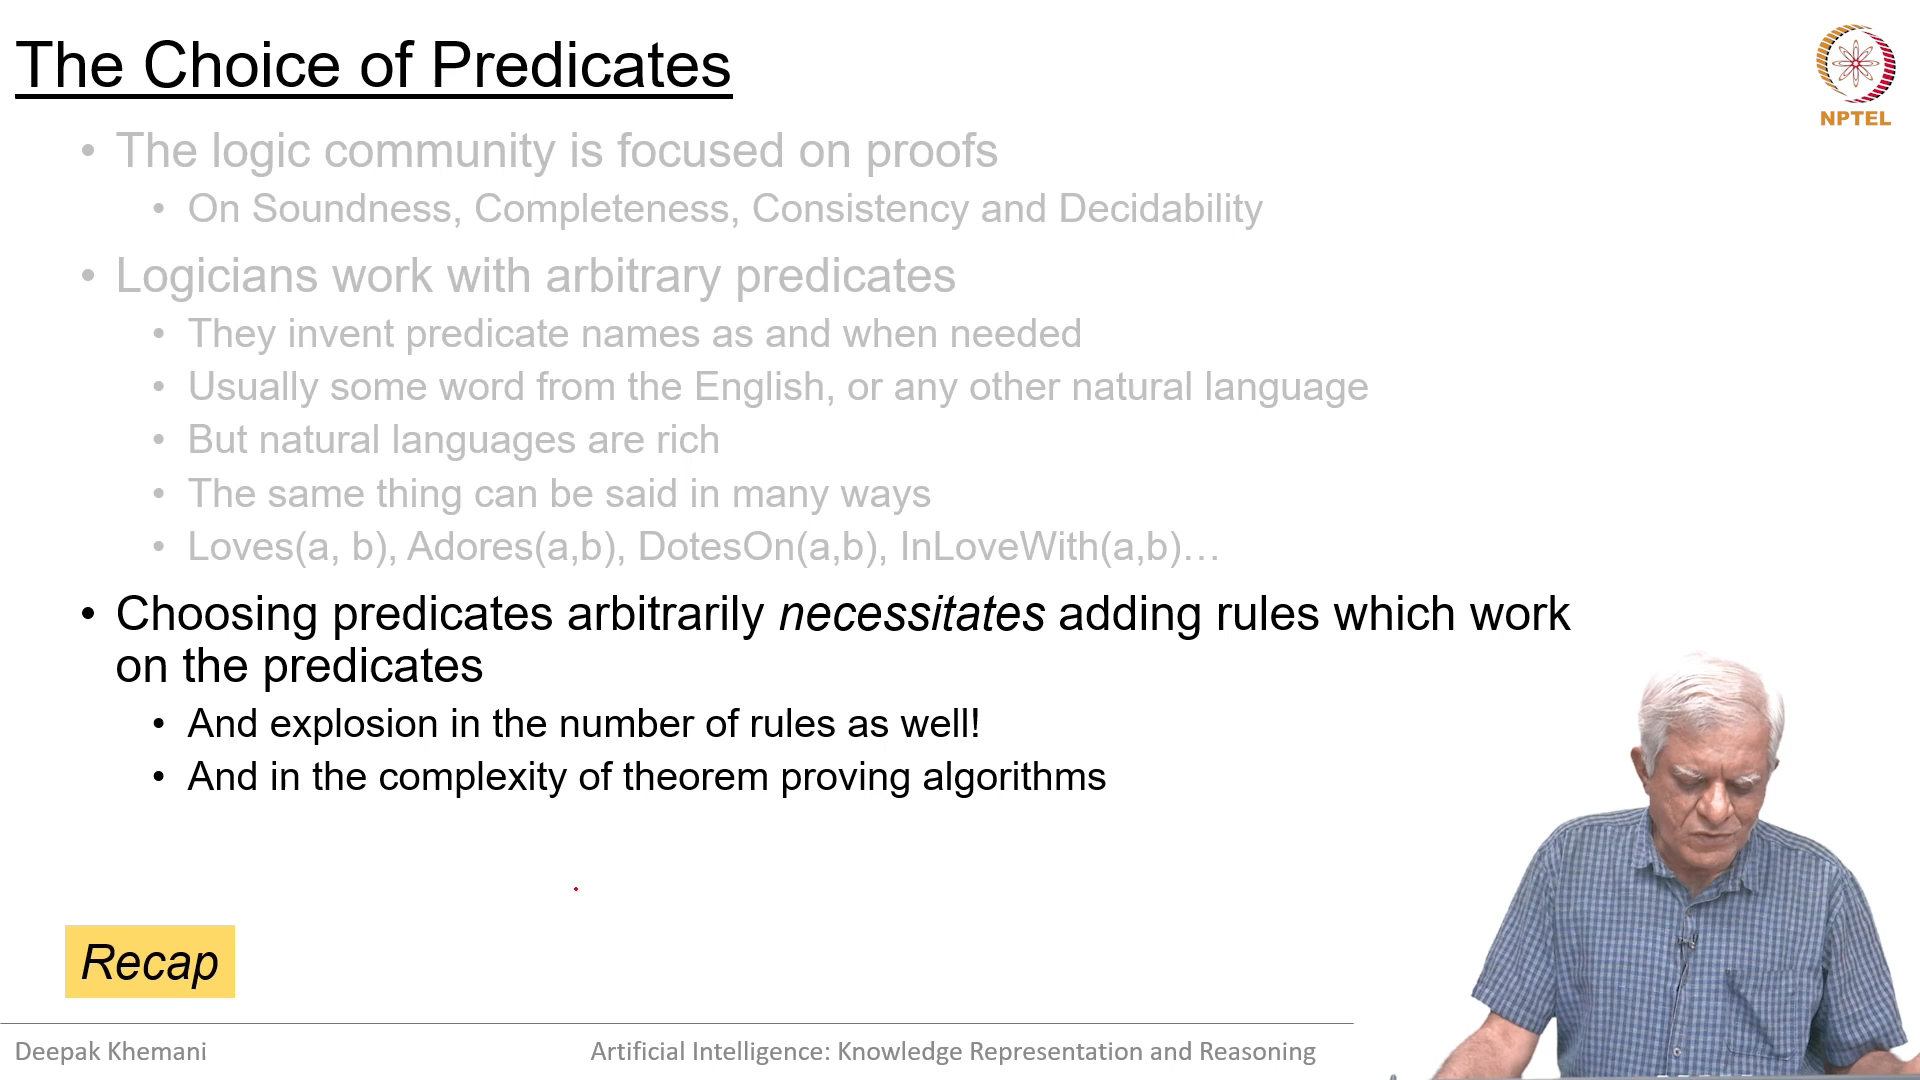 The Choice of Predicates
NPTEL
• The logic community is focused on proofs
• On Soundness, Completeness, Consistency and Decidability
• Logicians work with arbitrary predicates
• They invent predicate names as and when needed
• Usually some word from the English, or any other natural language
• But natural languages are rich
• The same thing can be said in many ways
• Loves(a, b), Adores(a,b), DotesOn(a,b), InLoveWith(a,b)…
• Choosing predicates arbitrarily necessitates adding rules which work
on the predicates
• And explosion in the number of rules as well!
• And in the complexity of theorem proving algorithms
Recap
Deepak Khemani
Artificial Intelligence: Knowledge Representation and Reasoning